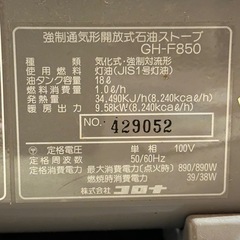 強制通気形開放式石油ストーブ
GH-F850
種類 気化式・強制対流形
使用燃料 灯油(JIS1号灯油)
油タンク容量 18ℓ
燃料消費量 1.0ℓ/h
発熱量 34,490KJ/h(8.240kcal/h)
暖房出力 9.58kW(8.240kcal/h)
NO. 429052
定格電圧 単相 100V
定格周波数 50/60Hz
最大消費電力(点火時) 890/890W
定格消費電力 燃焼時消費電力 39/38W
株式会社コロナ